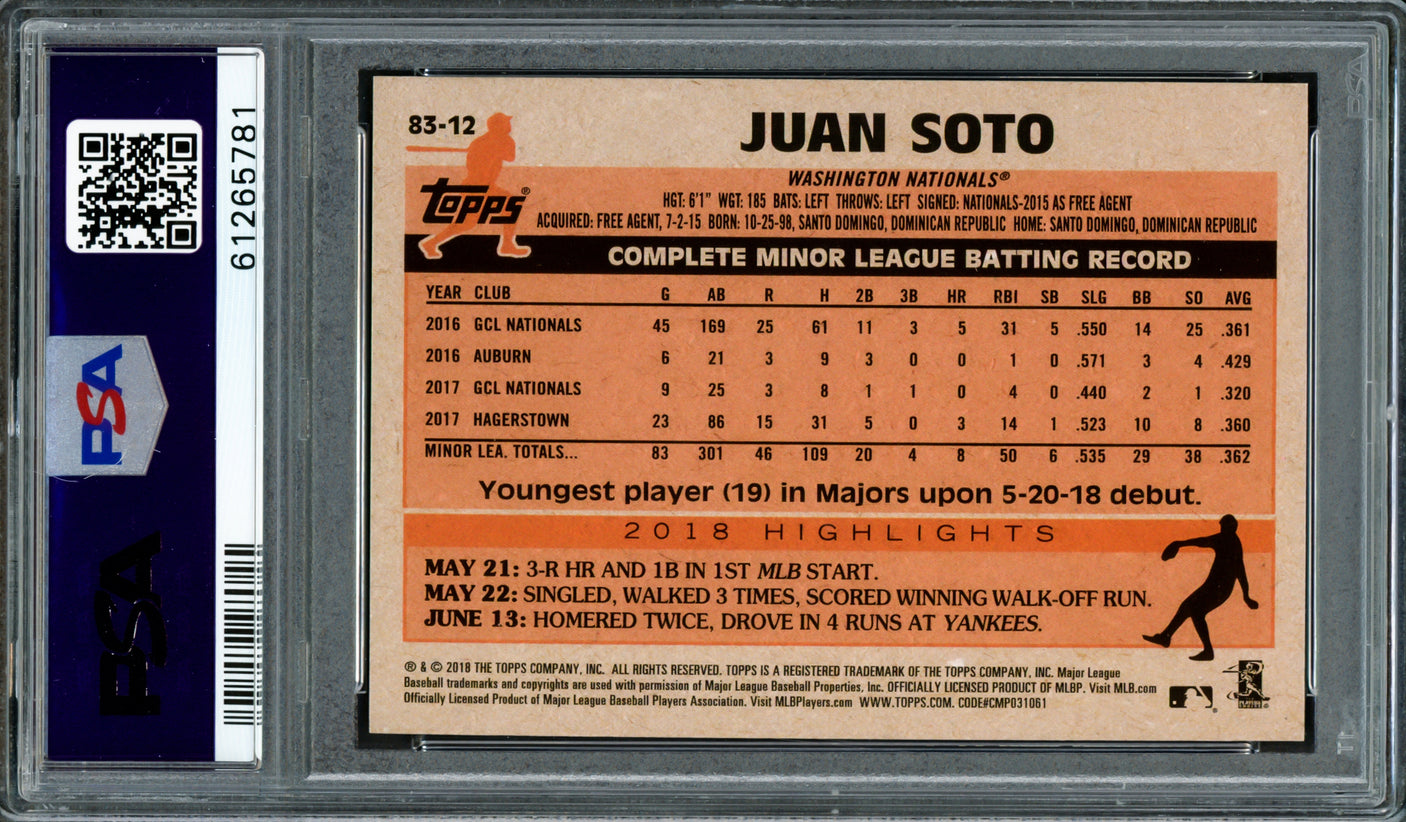 PSA
PSA
61265781
83-12
JUAN SOTO
WASHINGTON NATIONALS®
Topps®
HGT: 6'1" WGT: 185 BATS: LEFT THROWS: LEFT SIGNED: NATIONALS-2015 AS FREE AGENT
ACQUIRED: FREE AGENT, 7-2-15 BORN: 10-25-98, SANTO DOMINGO, DOMINICAN REPUBLIC HOME: SANTO DOMINGO, DOMINICAN REPUBLIC
COMPLETE MINOR LEAGUE BATTING RECORD
YEAR CLUB G AB R H 2B 3B HR RBI SB SLG BB SO AVG
2016 GCL NATIONALS 45 169 25 61 11 3 5 31 5 .550 14 25 .361
2016 AUBURN 6 21 3 9 3 0 0 1 0 .571 3 4 .429
2017 GCL NATIONALS 9 25 3 8 1 1 0 4 0 .440 2 1 .320
2017 HAGERSTOWN 23 86 15 31 5 0 3 14 1 .523 10 8 .360
MINOR LEA. TOTALS... 83 301 46 109 20 4 8 50 6 .535 29 38 .362
Youngest player (19) in Majors upon 5-20-18 debut.
2018 HIGHLIGHTS
MAY 21: 3-R HR AND 1B IN 1ST MLB START.
MAY 22: SINGLED, WALKED 3 TIMES, SCORED WINNING WALK-OFF RUN.
JUNE 13: HOMERED TWICE, DROVE IN 4 RUNS AT YANKEES.
® & © 2018 THE TOPPS COMPANY, INC. ALL RIGHTS RESERVED. TOPPS IS A REGISTERED TRADEMARK OF THE TOPPS COMPANY, INC. Major League
Baseball trademarks and copyrights are used with permission of Major League Baseball Properties, Inc. OFFICIALLY LICENSED PRODUCT OF MLBP. Visit MLB.com
Officially Licensed Product of Major League Baseball Players Association. Visit MLBPlayers.com WWW.TOPPS.COM. CODE#CMP031061
PSA